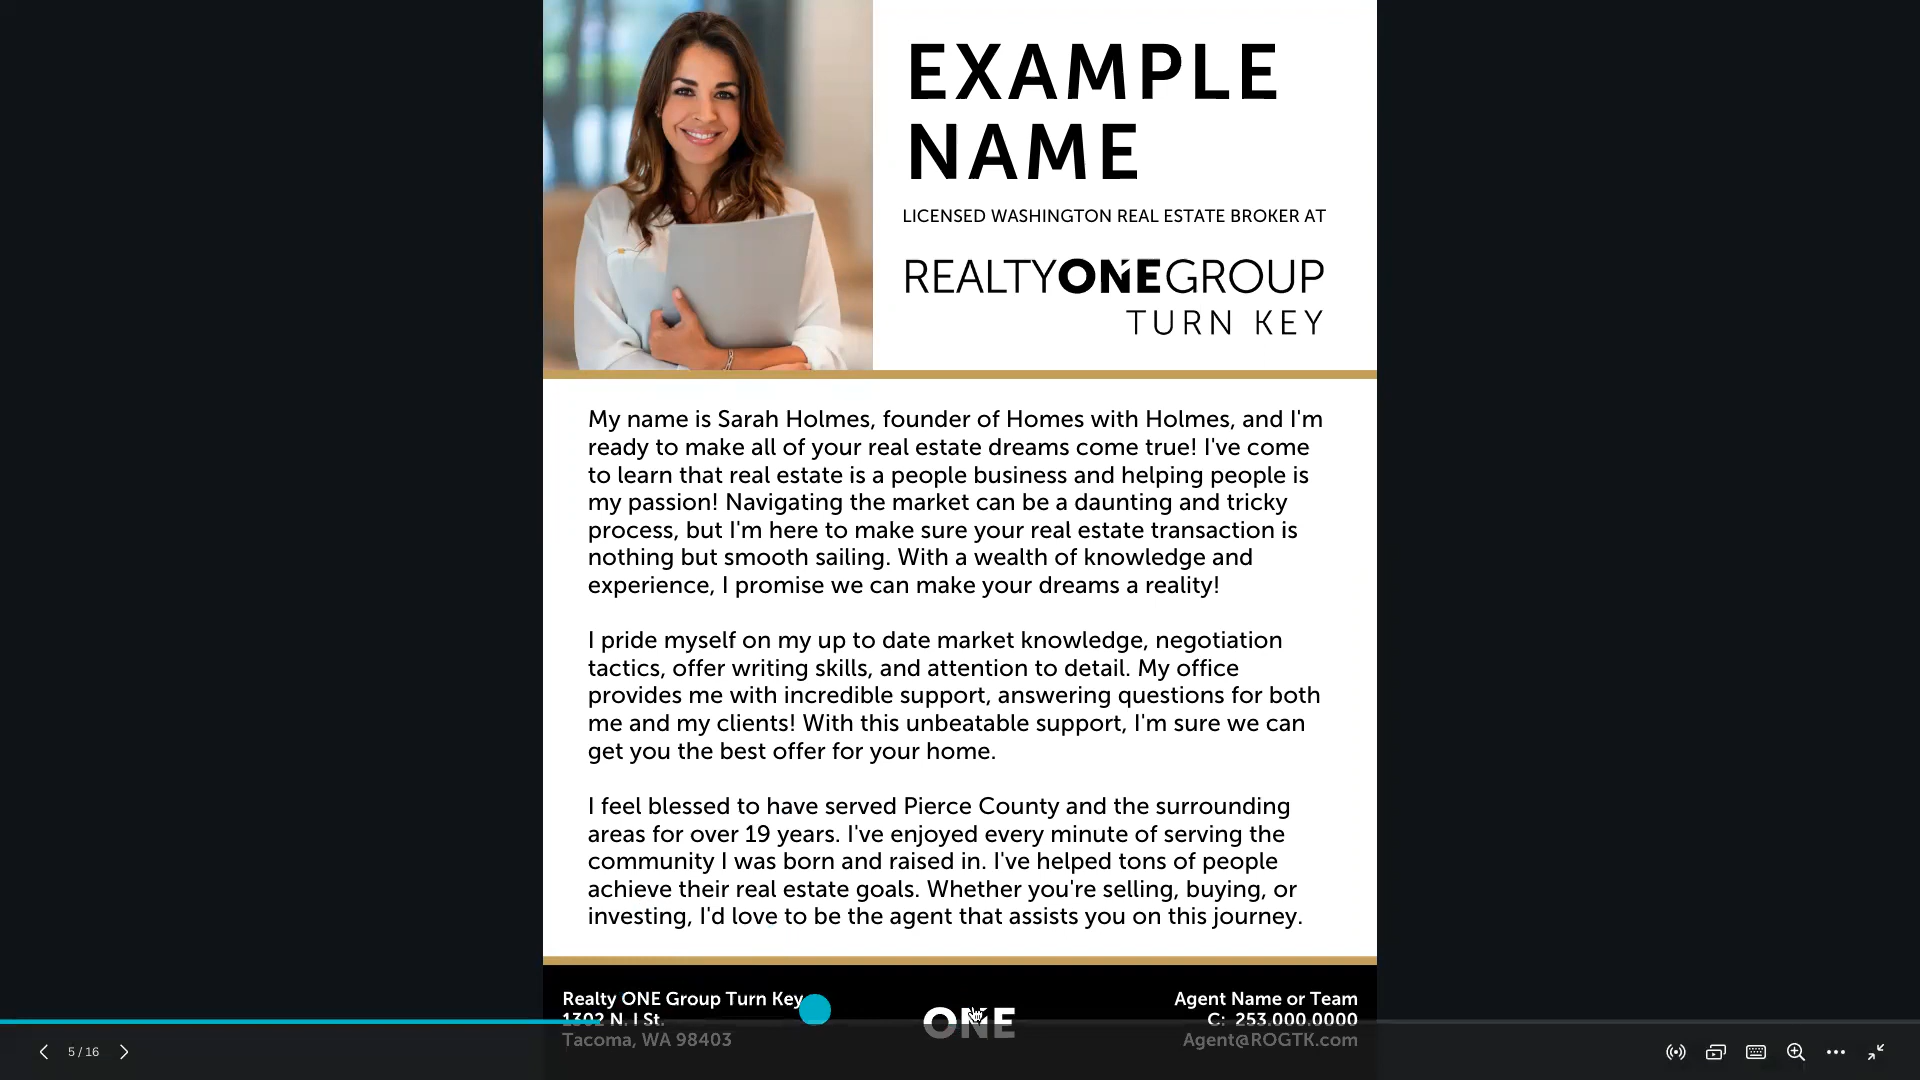 EXAMPLE
NAME
LICENSED WASHINGTON REAL ESTATE BROKER AT
REALTYONEGROUP
TURN KEY
My name is Sarah Holmes, founder of Homes with Holmes, and I'm
ready to make all of your real estate dreams come true! I've come
to learn that real estate is a people business and helping people is
my passion! Navigating the market can be a daunting and tricky
process, but I'm here to make sure your real estate transaction is
nothing but smooth sailing. With a wealth of knowledge and
experience, I promise we can make your dreams a reality!
I pride myself on my up to date market knowledge, negotiation
tactics, offer writing skills, and attention to detail. My office
provides me with incredible support, answering questions for both
me and my clients! With this unbeatable support, I'm sure we can
get you the best offer for your home.
I feel blessed to have served Pierce County and the surrounding
areas for over 19 years. I've enjoyed every minute of serving the
community I was born and raised in. I've helped tons of people
achieve their real estate goals. Whether you're selling, buying, or
investing, I'd love to be the agent that assists you on this journey.
Realty ONE Group Turn Key
1302 N. I St.
Tacoma, WA 98403
ONE
Agent Name or Team
C: 253.000.0000
Agent@ROGTK.com
5 / 16